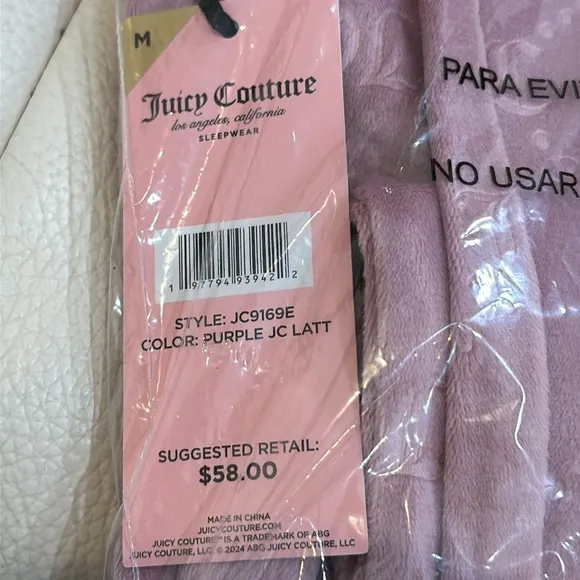 M
Juicy Couture
los angeles, california
SLEEPWEAR
1 97794 93942 2
STYLE: JC9169E
COLOR: PURPLE JC LATT
SUGGESTED RETAIL:
$58.00
MADE IN CHINA
JUICYCOUTURE.COM
JUICY COUTURE™ IS A TRADEMARK OF ABG
JUICY COUTURE, LLC. © 2024 ABG JUICY COUTURE, LLC
PARA EVI
NO USAR